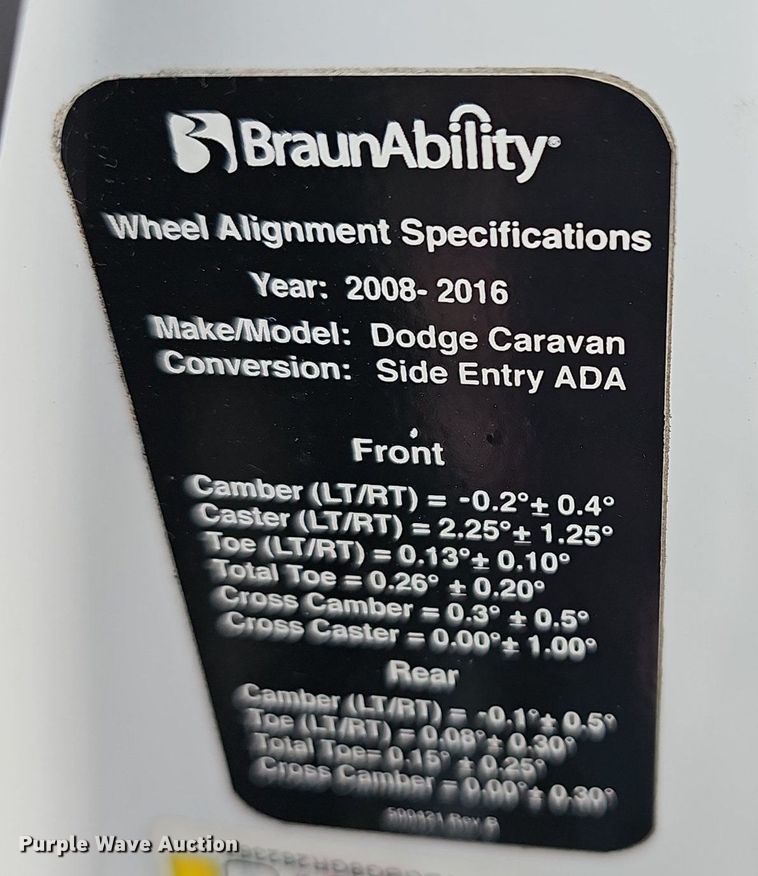 BraunAbility®
Wheel Alignment Specifications
Year: 2008- 2016
Make/Model: Dodge Caravan
Conversion: Side Entry ADA
Front
Camber (LT/RT) = -0.2°± 0.4°
Caster (LT/RT) = 2.25°± 1.25°
Toe (LT/RT) = 0.13°± 0.10°
Total Toe = 0.26° ± 0.20°
Cross Camber = 0.3° ± 0.5°
Cross Caster = 0.00°± 1.00°
Rear
Camber (LT/RT) = -0.1°± 0.5°
Toe (LT/RT) = 0.08°± 0.30°
Total Toe= 0.15° ± 0.25°
Cross Camber = 0.00°± 0.30°
500421 Rev B
Purple Wave Auction